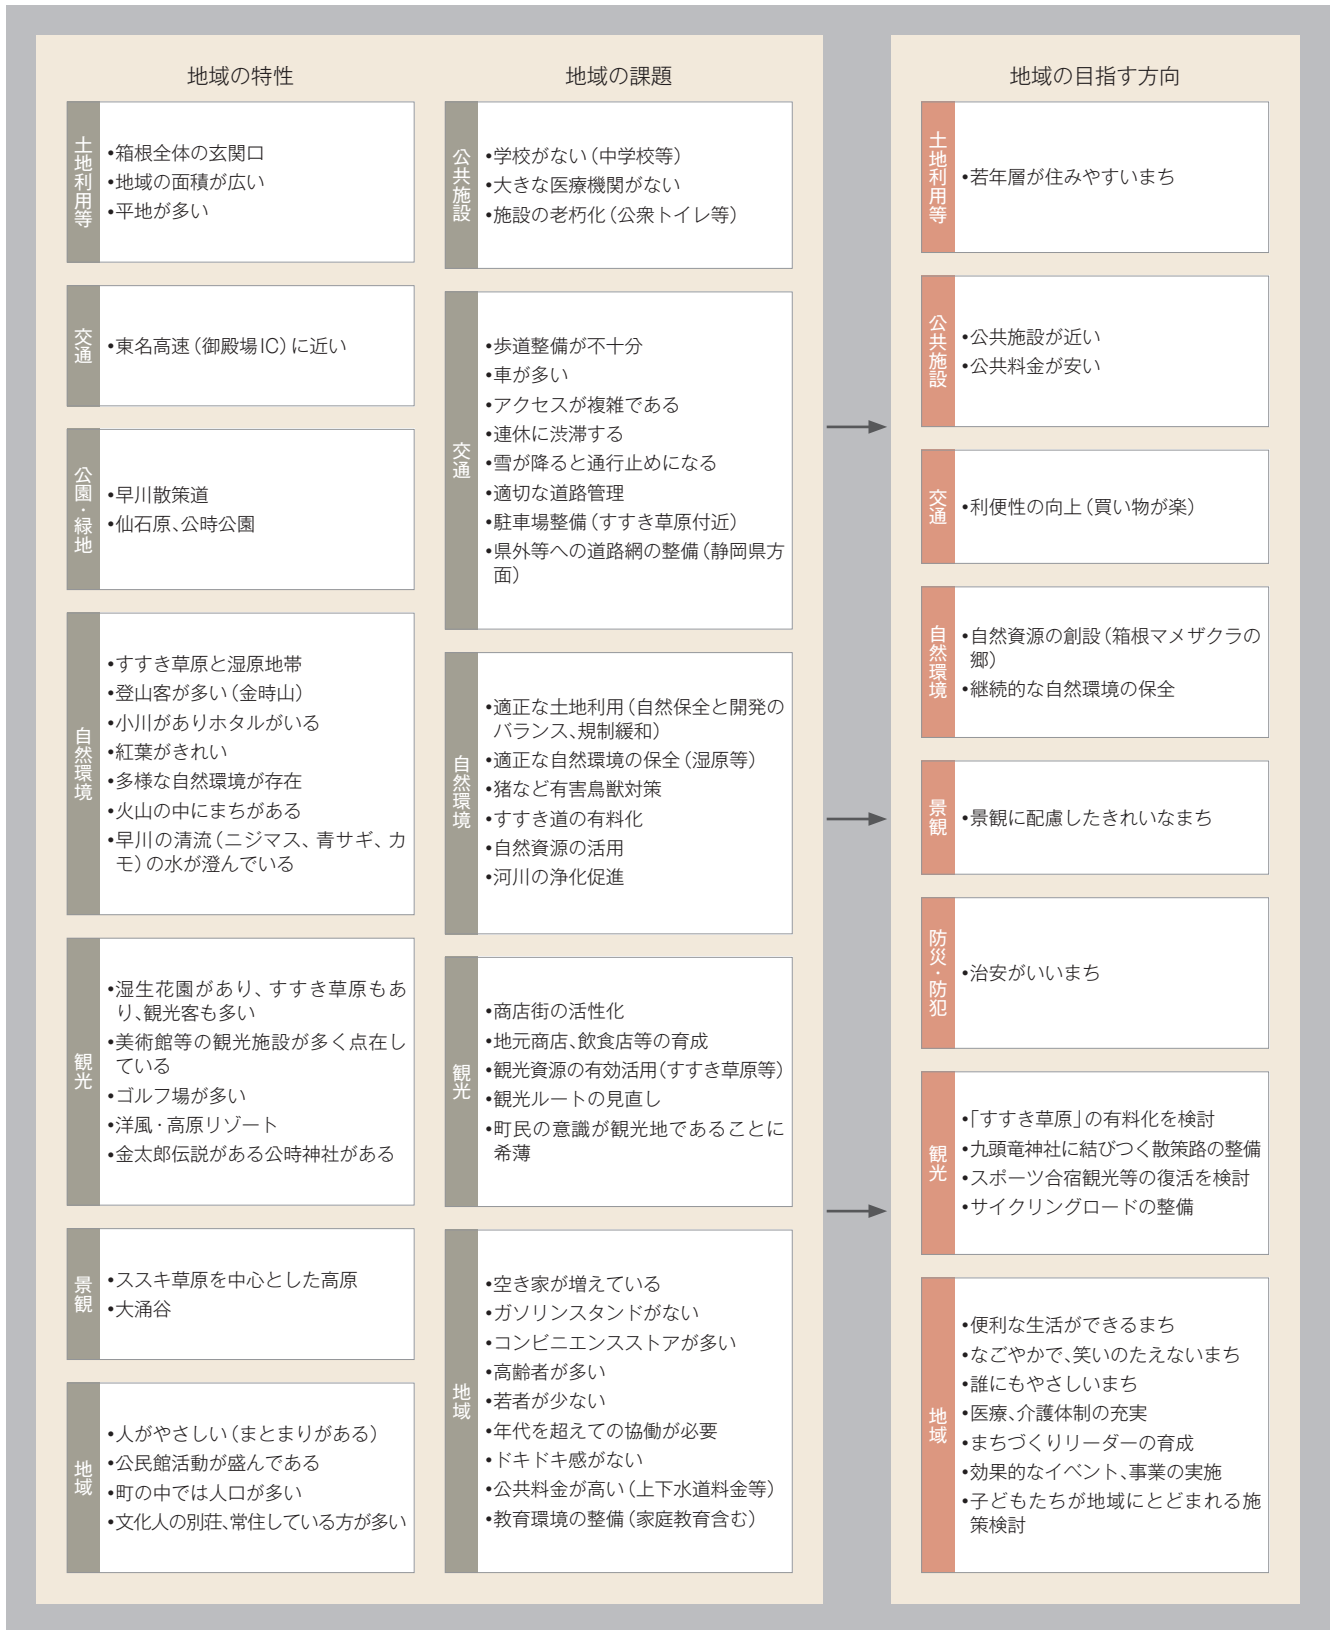 地域の特性
土地利用等
•箱根全体の玄関口
•地域の面積が広い
•平地が多い
交通
•東名高速（御殿場IC）に近い
公園・緑地
•早川散策道
•仙石原、公時公園
自然環境
•すすき草原と湿原地帯
•登山客が多い（金時山）
•小川がありホタルがいる
•紅葉がきれい
•多様な自然環境が存在
•火山の中にまちがある
•早川の清流（ニジマス、青サギ、カ
モ）の水が澄んでいる
観光
•湿生花園があり、すすき草原もあ
り、観光客も多い
•美術館等の観光施設が多く点在し
ている
•ゴルフ場が多い
•洋風・高原リゾート
•金太郎伝説がある公時神社がある
景観
•ススキ草原を中心とした高原
•大涌谷
地域
•人がやさしい（まとまりがある）
•公民館活動が盛んである
•町の中では人口が多い
•文化人の別荘、常住している方が多い
地域の課題
公共施設
•学校がない（中学校等）
•大きな医療機関がない
•施設の老朽化（公衆トイレ等）
交通
•歩道整備が不十分
•車が多い
•アクセスが複雑である
•連休に渋滞する
•雪が降ると通行止めになる
•適切な道路管理
•駐車場整備（すすき草原付近）
•県外等への道路網の整備（静岡県方
面）
自然環境
•適正な土地利用（自然保全と開発の
バランス、規制緩和）
•適正な自然環境の保全（湿原等）
•猪など有害鳥獣対策
•すすき道の有料化
•自然資源の活用
•河川の浄化促進
観光
•商店街の活性化
•地元商店、飲食店等の育成
•観光資源の有効活用（すすき草原等）
•観光ルートの見直し
•町民の意識が観光地であることに
希薄
地域
•空き家が増えている
•ガソリンスタンドがない
•コンビニエンスストアが多い
•高齢者が多い
•若者が少ない
•年代を超えての協働が必要
•ドキドキ感がない
•公共料金が高い（上下水道料金等）
•教育環境の整備（家庭教育含む）
地域の目指す方向
土地利用等
•若年層が住みやすいまち
公共施設
•公共施設が近い
•公共料金が安い
交通
•利便性の向上（買い物が楽）
自然環境
•自然資源の創設（箱根マメザクラの
郷）
•継続的な自然環境の保全
景観
•景観に配慮したきれいなまち
防災・防犯
•治安がいいまち
観光
•「すすき草原」の有料化を検討
•九頭竜神社に結びつく散策路の整備
•スポーツ合宿観光等の復活を検討
•サイクリングロードの整備
地域
•便利な生活ができるまち
•なごやかで、笑いのたえないまち
•誰にもやさしいまち
•医療、介護体制の充実
•まちづくりリーダーの育成
•効果的なイベント、事業の実施
•子どもたちが地域にとどまれる施
策検討